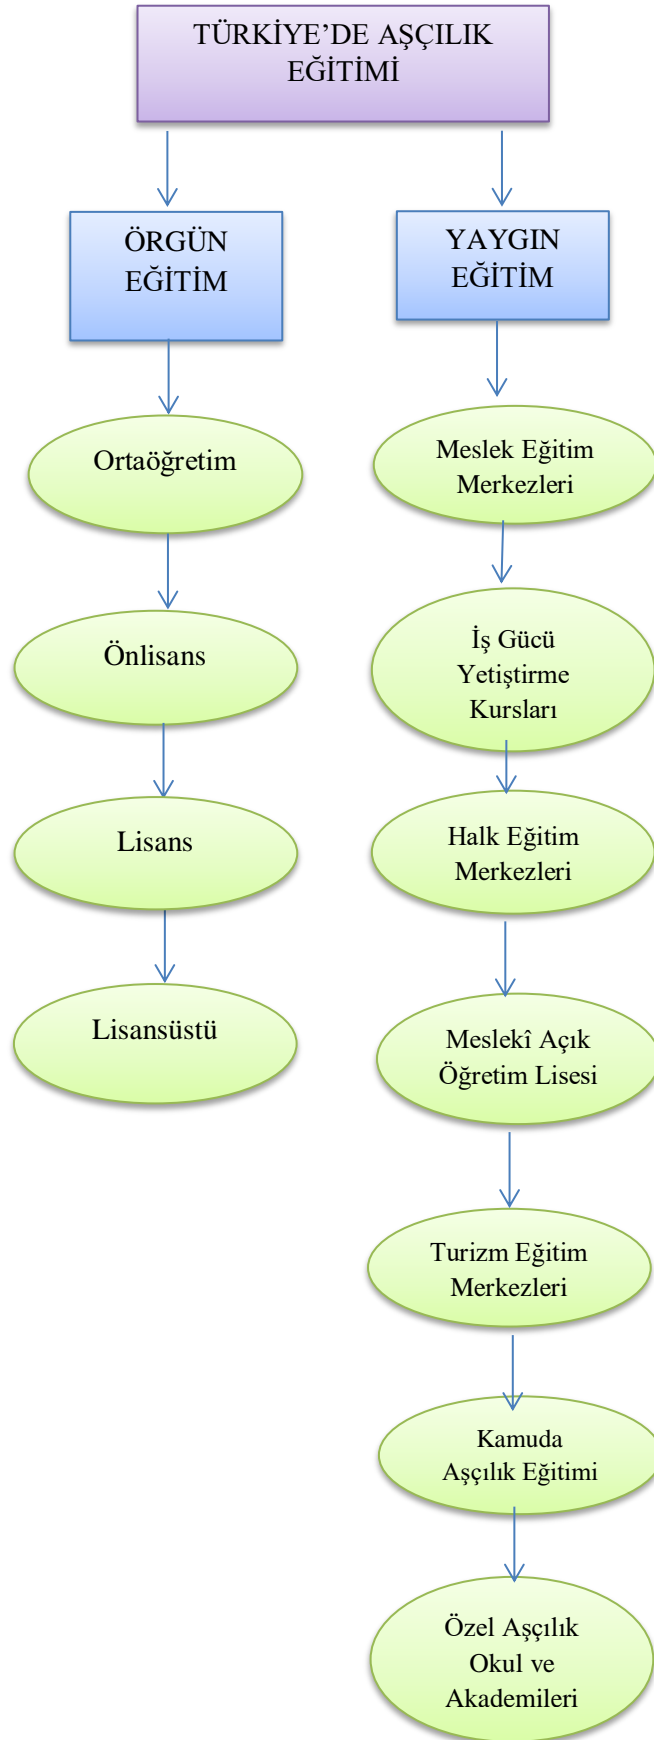 TÜRKİYE'DE AŞÇILIK
EĞİTİMİ
ÖRGÜN
EĞİTİM
Ortaöğretim
Önlisans
Lisans
Lisansüstü
YAYGIN
EĞİTİM
Meslek Eğitim
Merkezleri
İş Gücü
Yetiştirme
Kursları
Halk Eğitim
Merkezleri
Meslekî Açık
Öğretim Lisesi
Turizm Eğitim
Merkezleri
Kamuda
Aşçılık Eğitimi
Özel Aşçılık
Okul ve
Akademileri